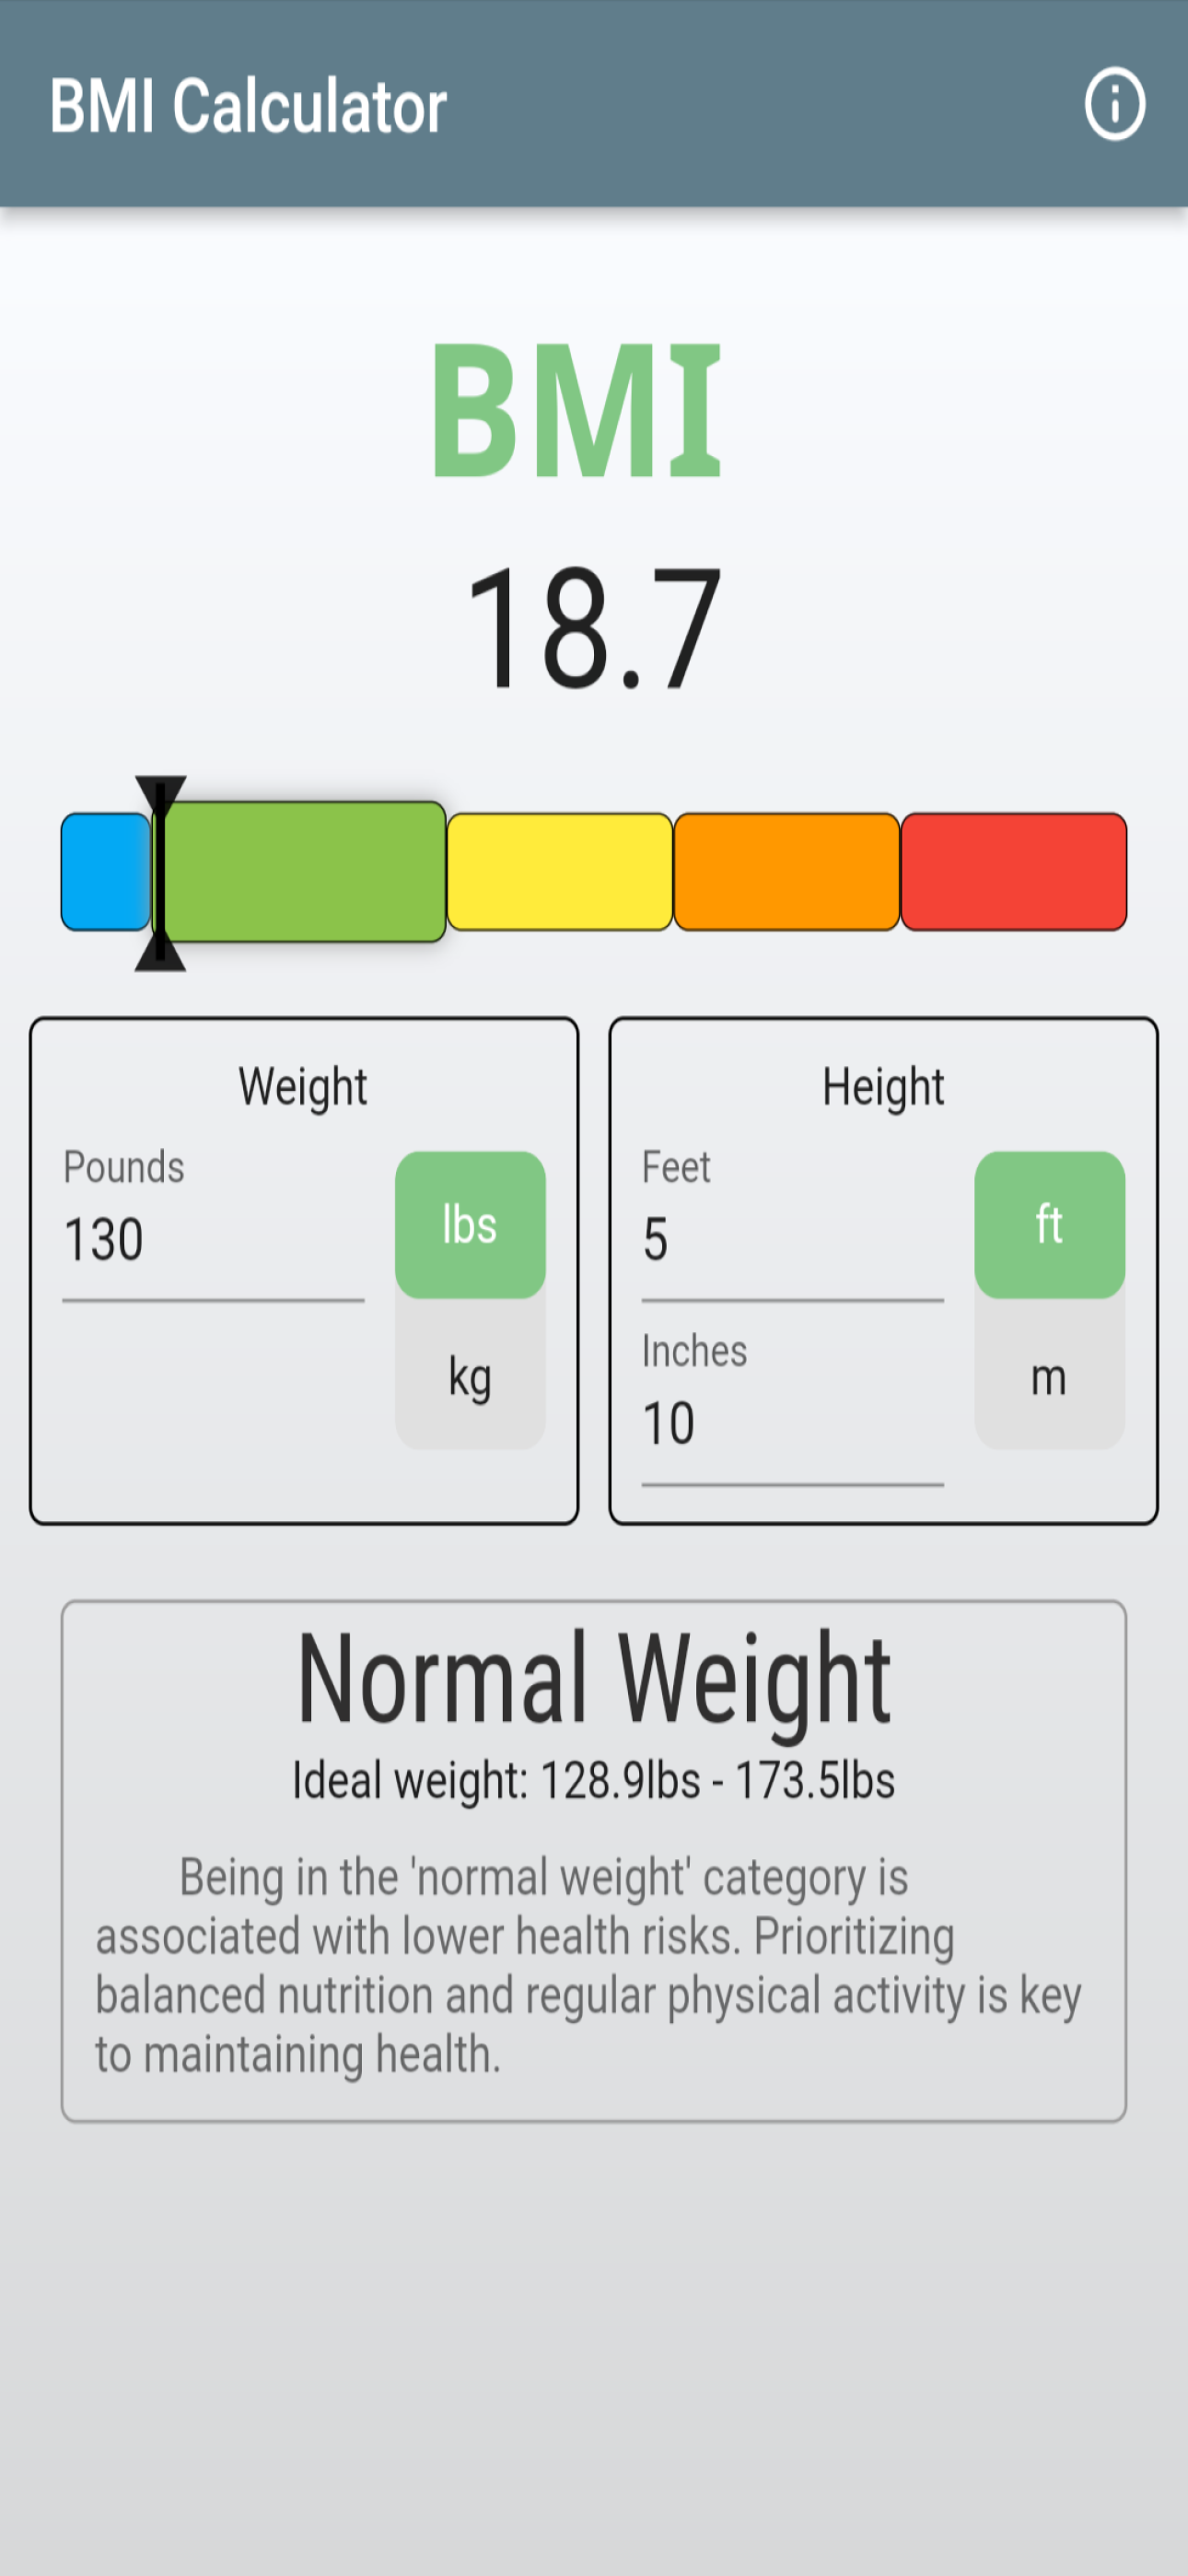 BMI Calculator
BMI
18.7
Weight
Pounds
130
lbs
kg
Height
Feet
5
ft
Inches
10
m
Normal Weight
Ideal weight: 128.9lbs - 173.5lbs
Being in the 'normal weight' category is
associated with lower health risks. Prioritizing
balanced nutrition and regular physical activity is key
to maintaining health.